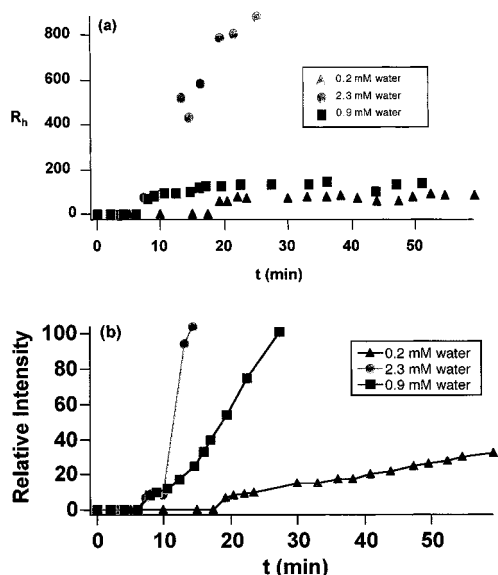 (a)
800
600
R_h
400
200
0
0.2 mM water
2.3 mM water
0.9 mM water
0 10 20 30 40 50
t (min)
(b)
100
80
60
40
20
0
Relative Intensity
0.2 mM water
2.3 mM water
0.9 mM water
0 10 20 30 40 50
t (min)